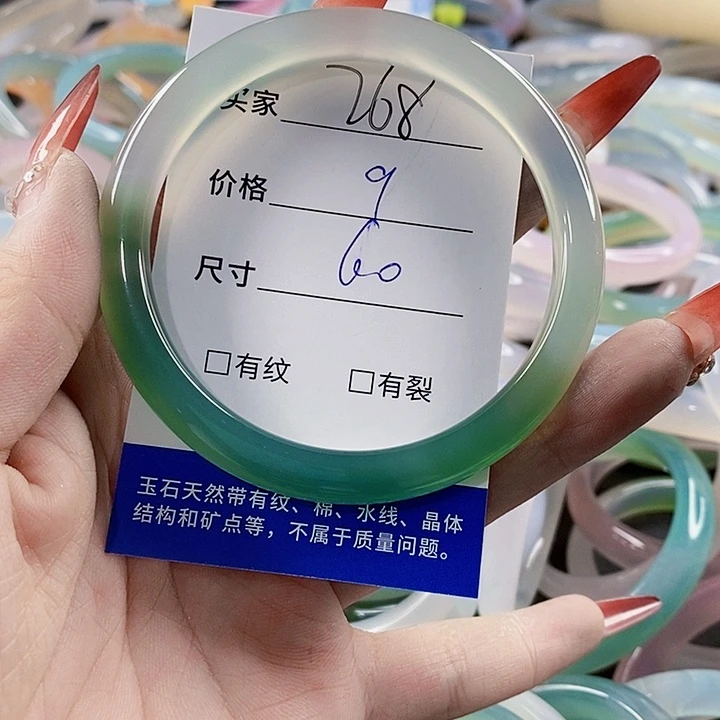 买家 268
价格 9
尺寸 60
□有纹 □有裂
玉石天然带有纹、棉、水线、晶体
结构和矿点等，不属于质量问题。